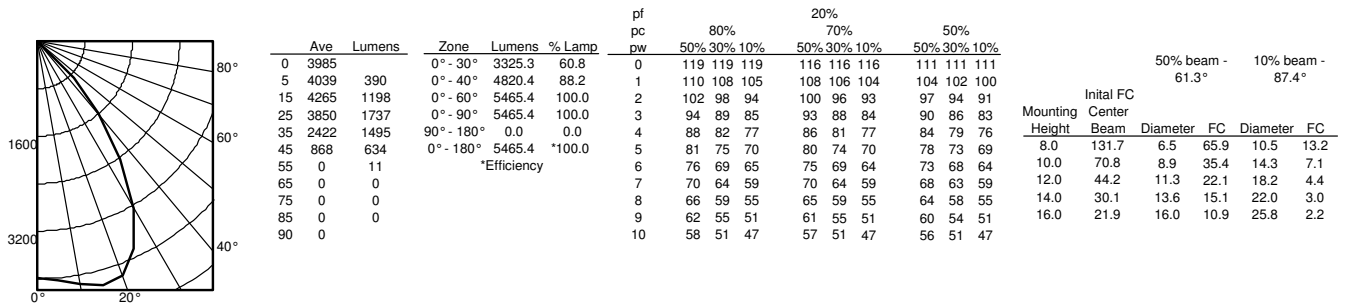 1600
3200
80°
60°
40°
0° 20°
Ave Lumens
0 3985
5 4039 390
15 4265 1198
25 3850 1737
35 2422 1495
45 868 634
55 0 11
65 0 0
75 0 0
85 0 0
90 0
Zone Lumens % Lamp
0° - 30° 3325.3 60.8
0° - 40° 4820.4 88.2
0° - 60° 5465.4 100.0
0° - 90° 5465.4 100.0
90° - 180° 0.0 0.0
0° - 180° 5465.4 *100.0
*Efficiency
pf 20%
pc 80% 70% 50%
pw 50% 30% 10% 50% 30% 10% 50% 30% 10%
0 119 119 119 116 116 116 111 111 111
1 110 108 105 108 106 104 104 102 100
2 102 98 94 100 96 93 97 94 91
3 94 89 85 93 88 84 90 86 83
4 88 82 77 86 81 77 84 79 76
5 81 75 70 80 74 70 78 73 69
6 76 69 65 75 69 64 73 68 64
7 70 64 59 70 64 59 68 63 59
8 66 59 55 65 59 55 64 58 55
9 62 55 51 61 55 51 60 54 51
10 58 51 47 57 51 47 56 51 47
50% beam - 10% beam -
61.3° 87.4°
Inital FC
Mounting Center
Height Beam Diameter FC Diameter FC
8.0 131.7 6.5 65.9 10.5 13.2
10.0 70.8 8.9 35.4 14.3 7.1
12.0 44.2 11.3 22.1 18.2 4.4
14.0 30.1 13.6 15.1 22.0 3.0
16.0 21.9 16.0 10.9 25.8 2.2